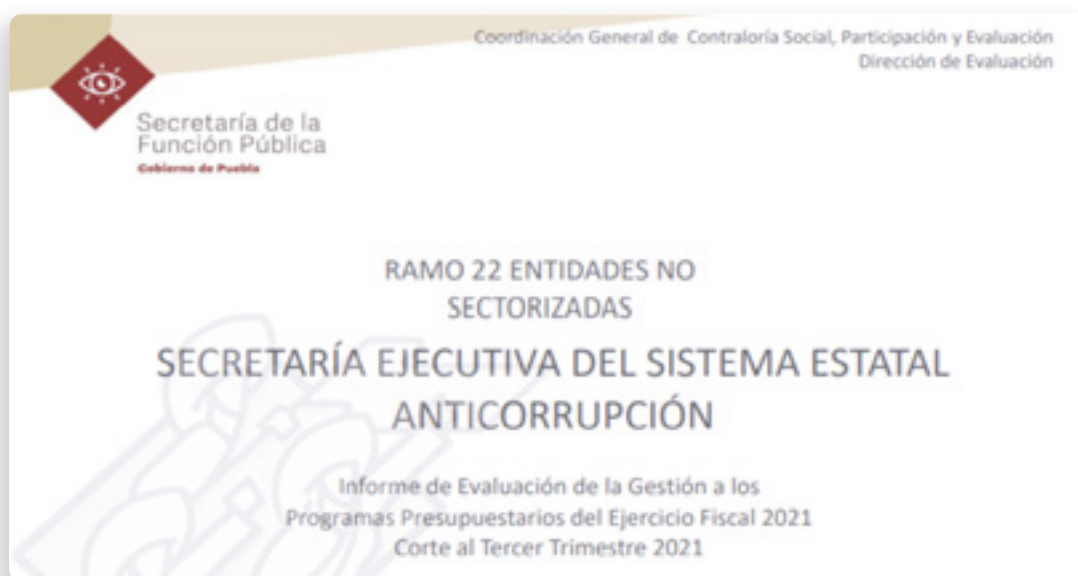 Coordinación General de Contraloría Social, Participación y Evaluación
Dirección de Evaluación
Secretaría de la
Función Pública
Gobierno de Puebla
RAMO 22 ENTIDADES NO
SECTORIZADAS
SECRETARÍA EJECUTIVA DEL SISTEMA ESTATAL
ANTICORRUPCIÓN
Informe de Evaluación de la Gestión a los
Programas Presupuestarios del Ejercicio Fiscal 2021
Corte al Tercer Trimestre 2021